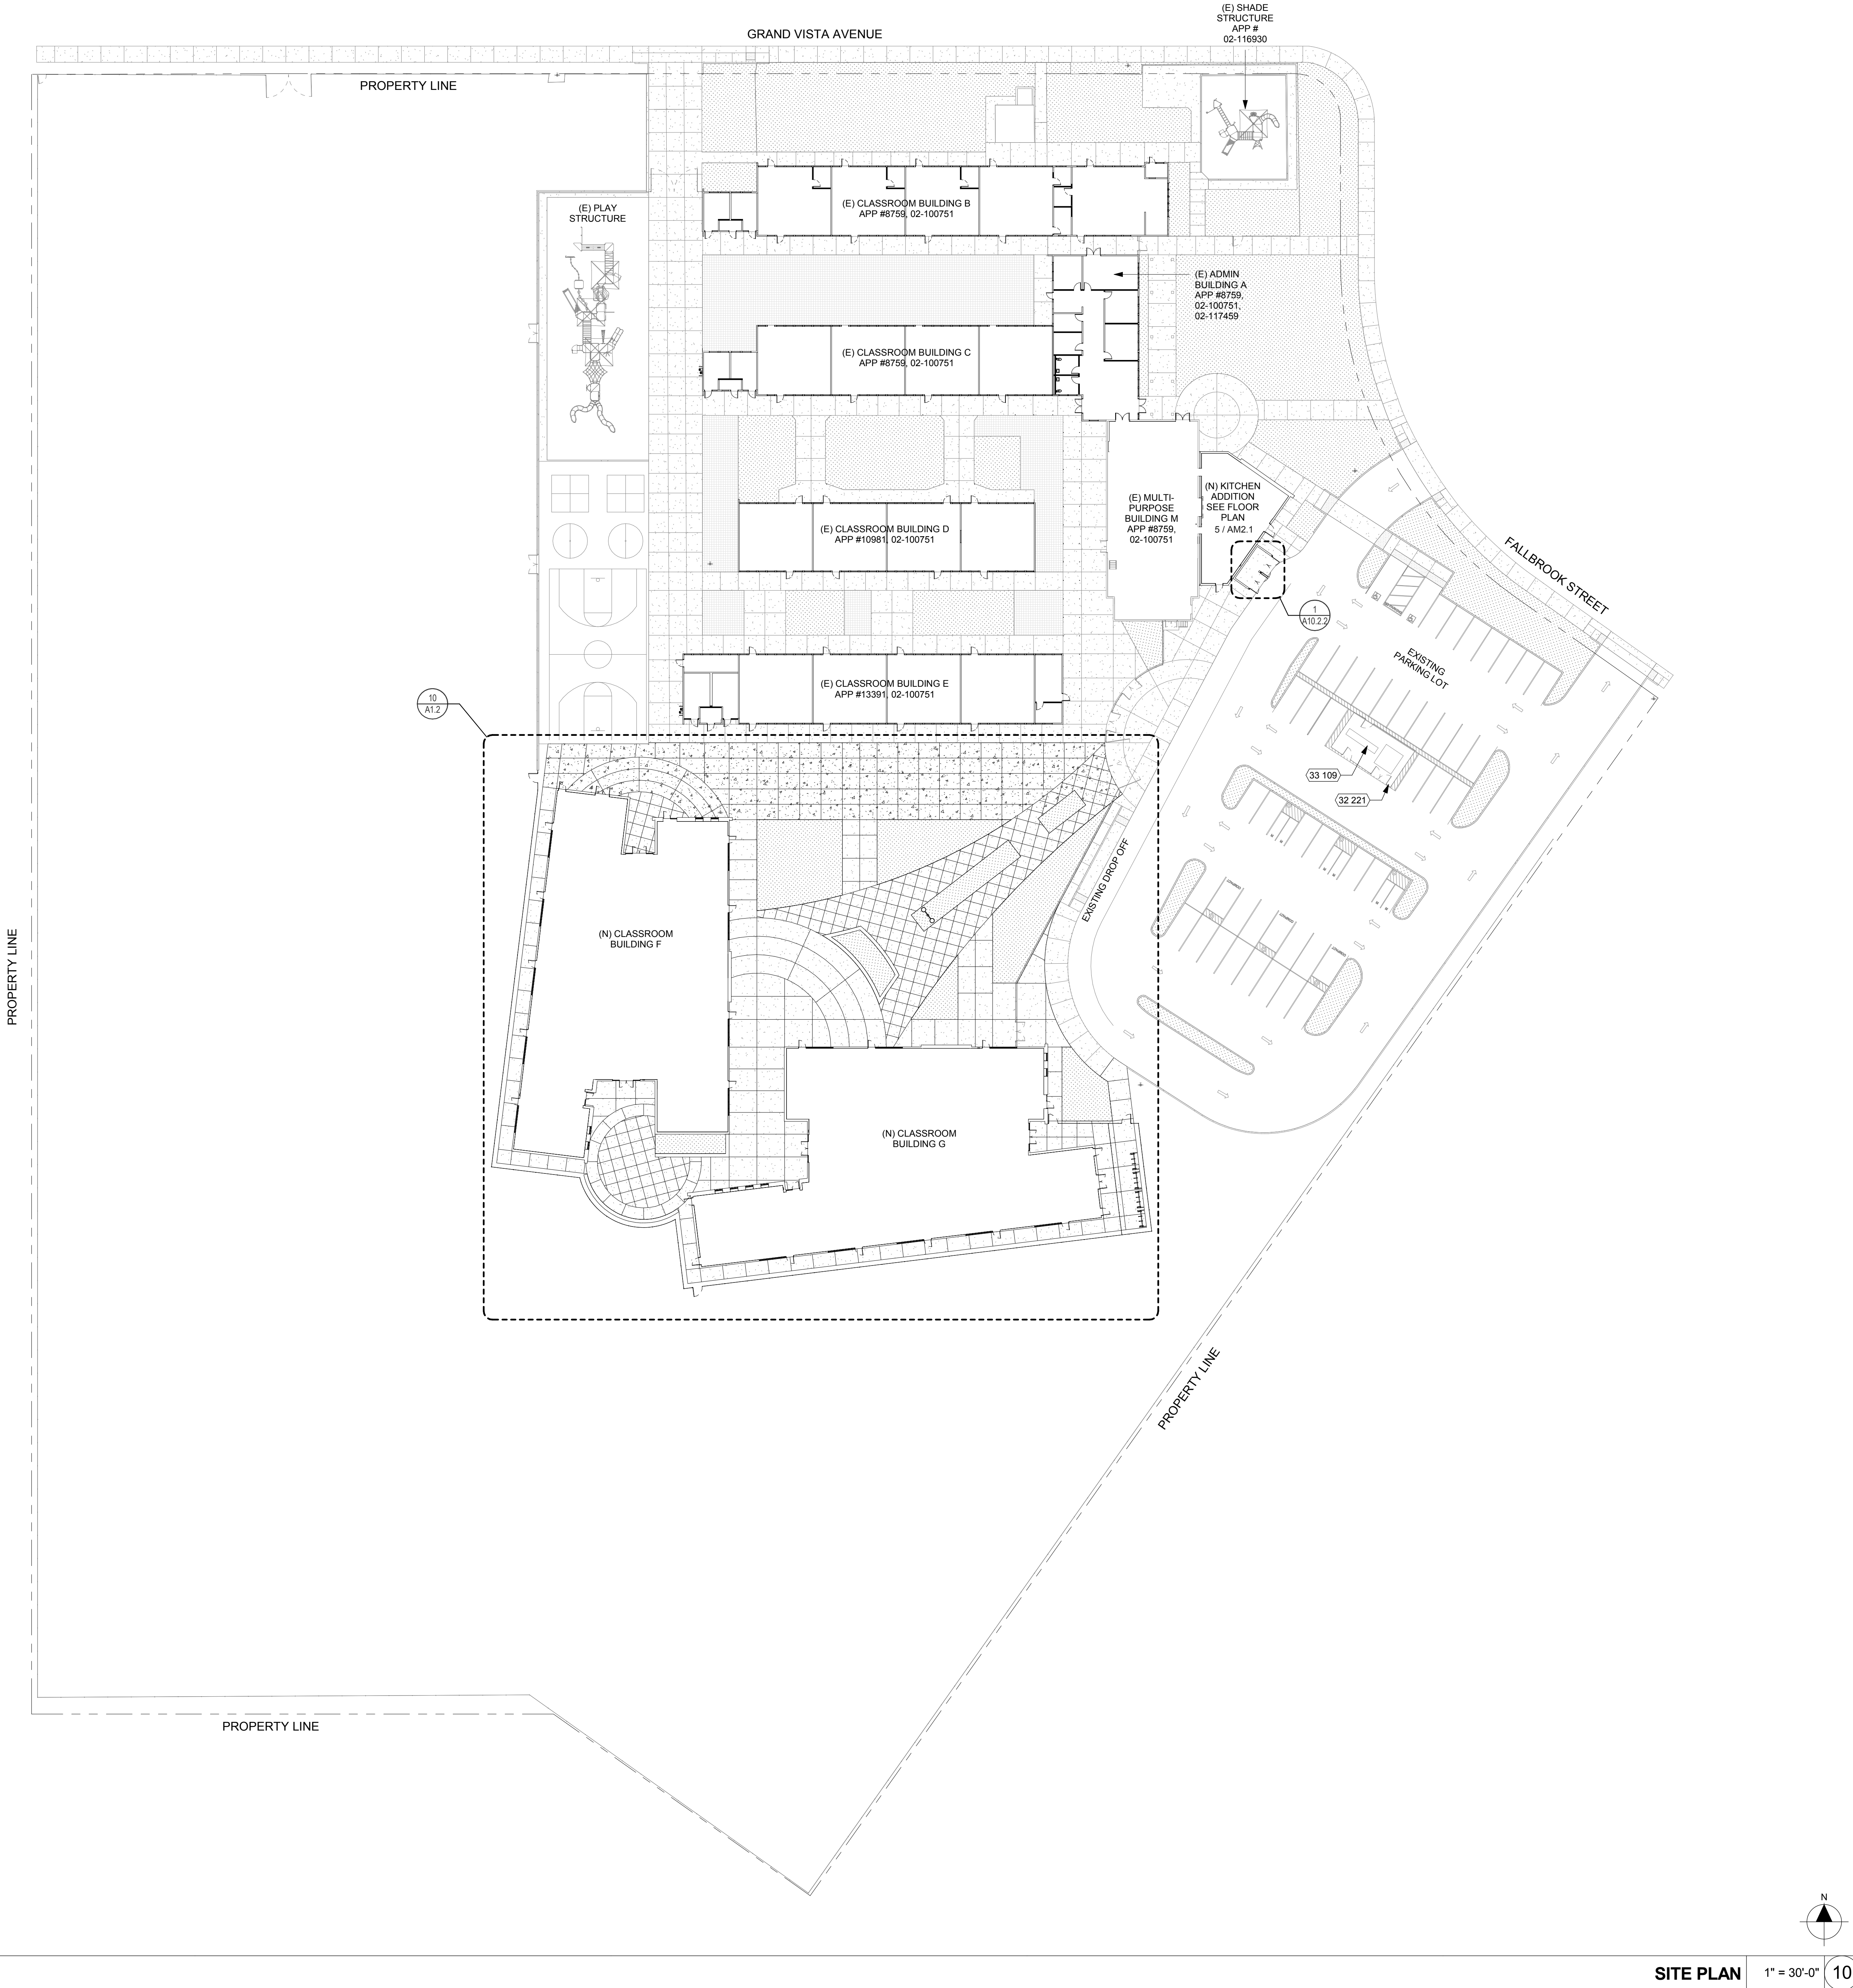 (E) SHADE
STRUCTURE
APP #
02-116930
GRAND VISTA AVENUE
PROPERTY LINE
(E) PLAY
STRUCTURE
(E) CLASSROOM BUILDING B
APP #8759, 02-100751
(E) ADMIN
BUILDING A
APP #8759,
02-100751,
02-117459
(E) CLASSROOM BUILDING C
APP #8759, 02-100751
(E) MULTI-
PURPOSE
BUILDING M
APP #8759,
02-100751
(N) KITCHEN
ADDITION
SEE FLOOR
PLAN
5 / AM2.1
(E) CLASSROOM BUILDING D
APP #10981, 02-100751
FALLBROOK STREET
1
A10.2.2
EXISTING
PARKING LOT
(E) CLASSROOM BUILDING E
APP #13391, 02-100751
10
A1.2
33 109
32 221
EXISTING DROP OFF
(N) CLASSROOM
BUILDING F
PROPERTY LINE
(N) CLASSROOM
BUILDING G
PROPERTY LINE
PROPERTY LINE
N
SITE PLAN
1" = 30'-0"
10